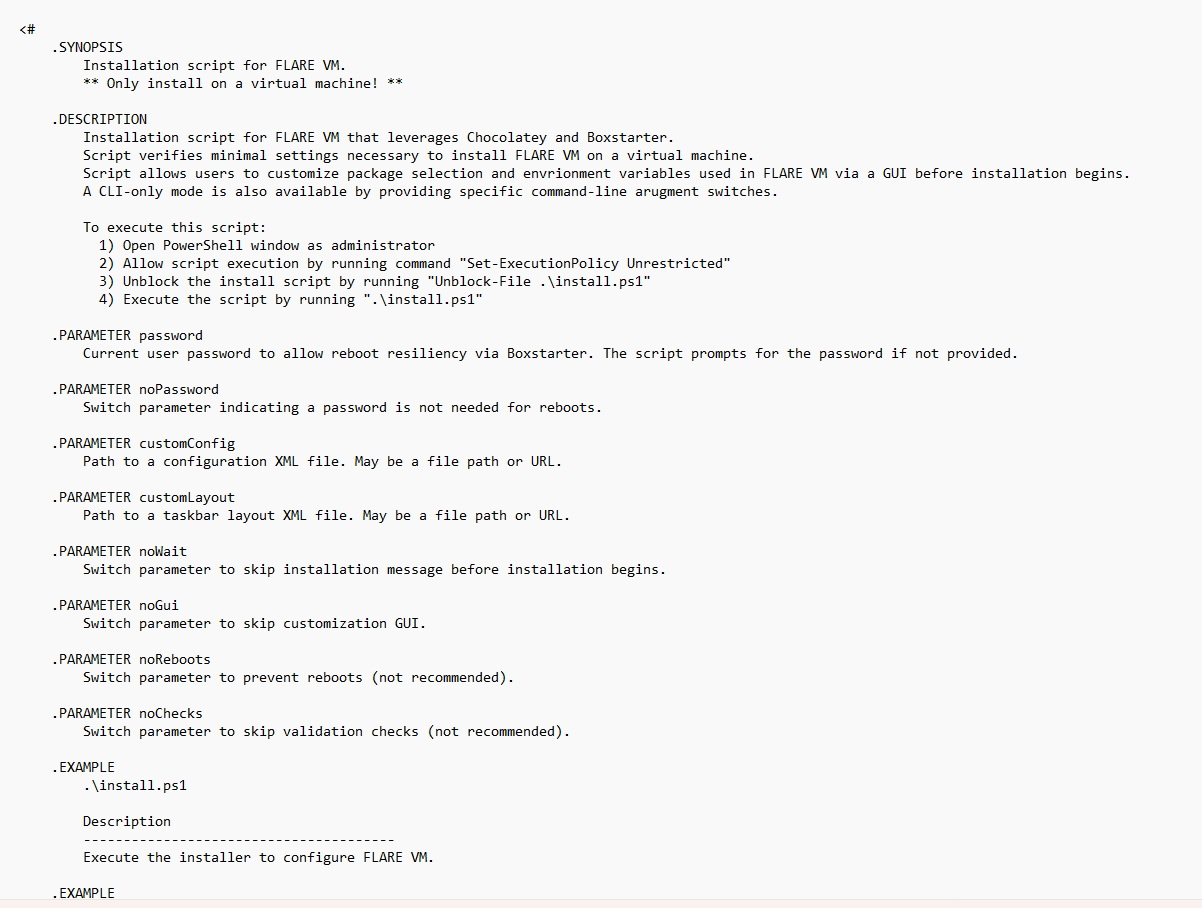 <#
.SYNOPSIS
Installation script for FLARE VM.
** Only install on a virtual machine! **
.DESCRIPTION
Installation script for FLARE VM that leverages Chocolatey and Boxstarter.
Script verifies minimal settings necessary to install FLARE VM on a virtual machine.
Script allows users to customize package selection and envrionment variables used in FLARE VM via a GUI before installation begins.
A CLI-only mode is also available by providing specific command-line arugment switches.
To execute this script:
1) Open PowerShell window as administrator
2) Allow script execution by running command "Set-ExecutionPolicy Unrestricted"
3) Unblock the install script by running "Unblock-File .\install.ps1"
4) Execute the script by running ".\install.ps1"
.PARAMETER password
Current user password to allow reboot resiliency via Boxstarter. The script prompts for the password if not provided.
.PARAMETER noPassword
Switch parameter indicating a password is not needed for reboots.
.PARAMETER customConfig
Path to a configuration XML file. May be a file path or URL.
.PARAMETER customLayout
Path to a taskbar layout XML file. May be a file path or URL.
.PARAMETER noWait
Switch parameter to skip installation message before installation begins.
.PARAMETER noGui
Switch parameter to skip customization GUI.
.PARAMETER noReboots
Switch parameter to prevent reboots (not recommended).
.PARAMETER noChecks
Switch parameter to skip validation checks (not recommended).
.EXAMPLE
.\install.ps1
Description
---------------------------------------
Execute the installer to configure FLARE VM.
.EXAMPLE